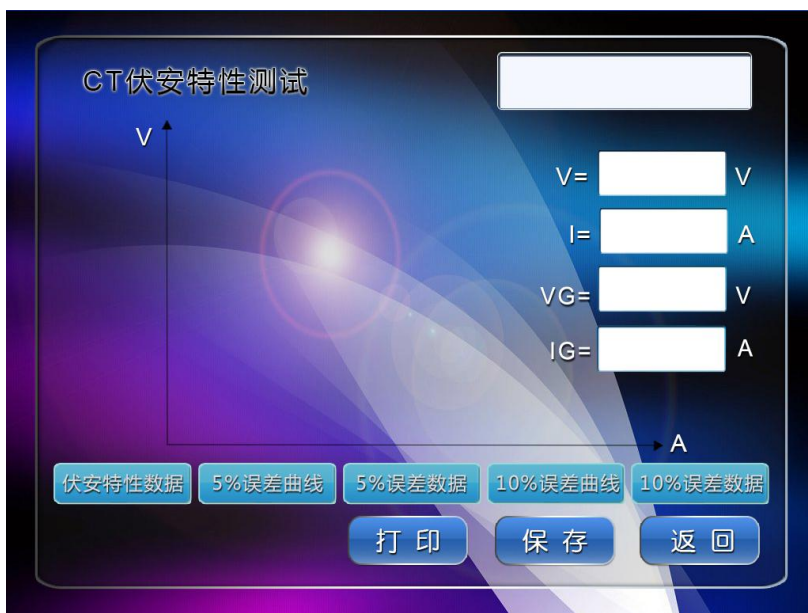 CT伏安特性测试
V
V= V
I= A
VG= V
IG= A
A
伏安特性数据 5%误差曲线 5%误差数据 10%误差曲线 10%误差数据
打 印 保 存 返 回